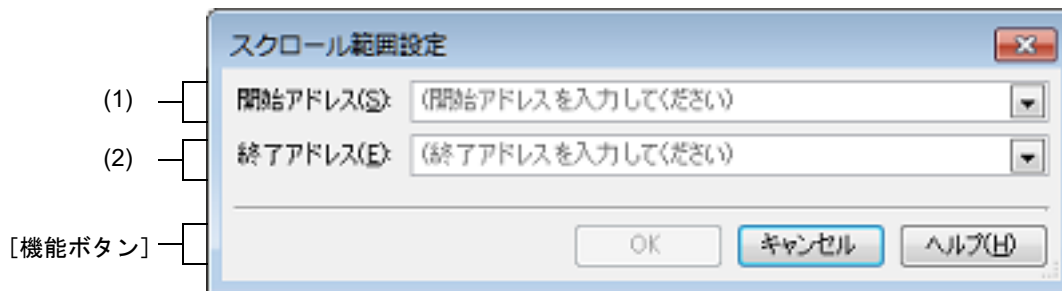 スクロール範囲設定
(1) 開始アドレス(S): (開始アドレスを入力してください)
(2) 終了アドレス(E): (終了アドレスを入力してください)
[機能ボタン] OK キャンセル ヘルプ(H)